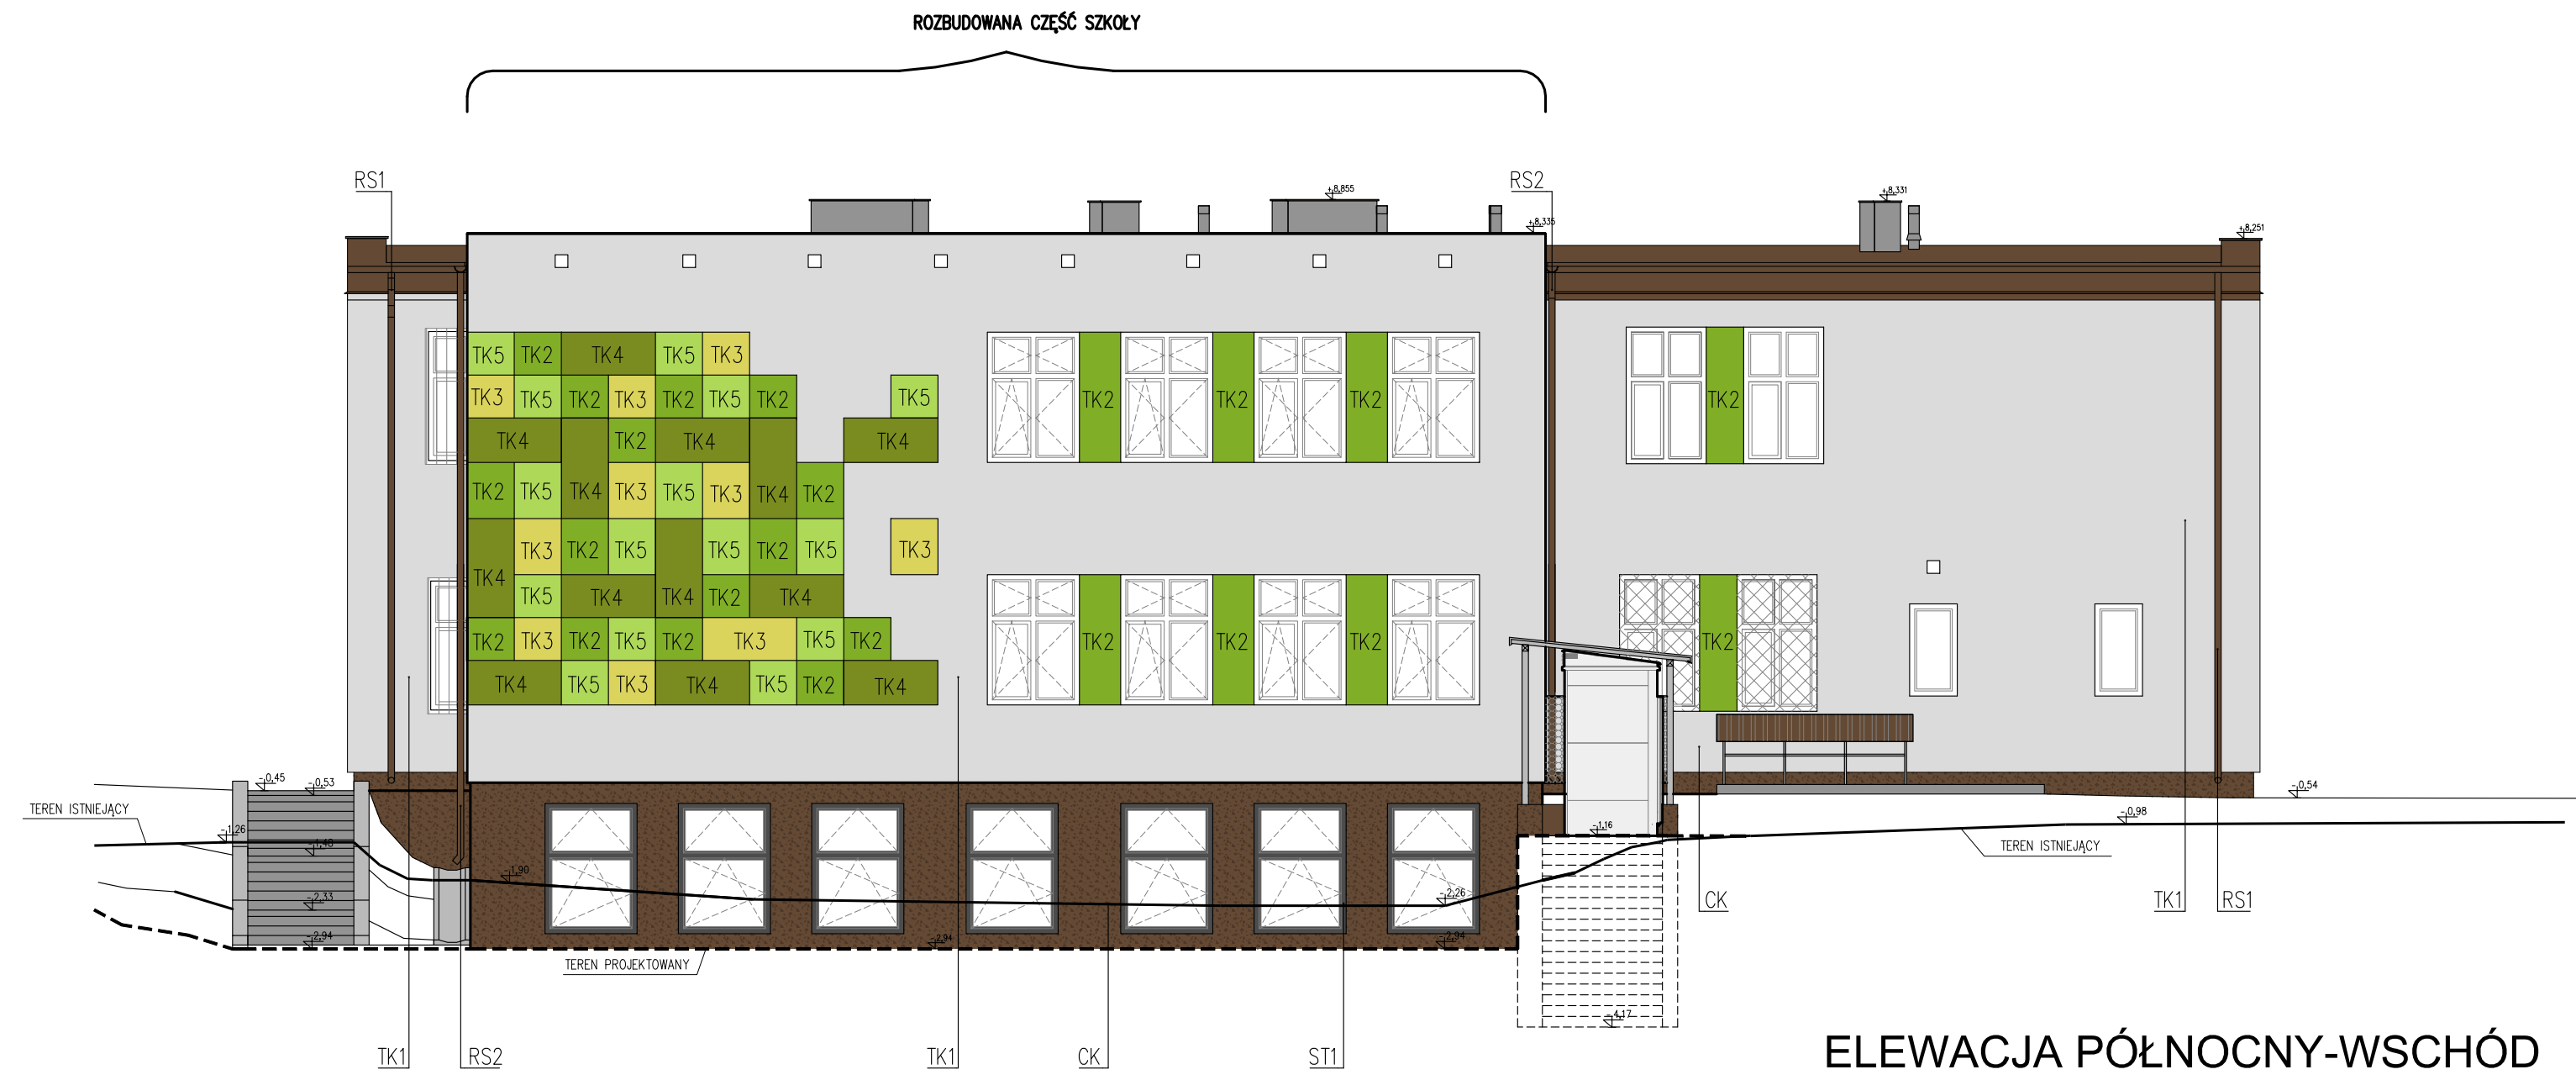 ROZBUDOWANA CZĘŚĆ SZKOŁY
RS1
RS2
+8,855
+8,331
+8,335
+8,251
TK5 TK2 TK4 TK5 TK3
TK3 TK5 TK2 TK3 TK2 TK5 TK2 TK5
TK2 TK2 TK2 TK2
TK4 TK2 TK4 TK4
TK2 TK5 TK4 TK3 TK5 TK3 TK4 TK2
TK3 TK2 TK5 TK5 TK2 TK5 TK3
TK4
TK5 TK4 TK4 TK2 TK4
TK2 TK3 TK2 TK5 TK2 TK3 TK5 TK2
TK2 TK2 TK2 TK2
TK4 TK5 TK3 TK4 TK5 TK2 TK4
-0,45
-0,53
-0,54
TEREN ISTNIEJĄCY
-1,26
-1,48
-1,90
-2,26
-1,16
-0,98
TEREN ISTNIEJĄCY
-2,33
-2,94
-2,94
-2,94
TEREN PROJEKTOWANY
CK
TK1
RS1
-4,17
TK1
RS2
TK1
CK
ST1
ELEWACJA PÓŁNOCNY-WSCHÓD